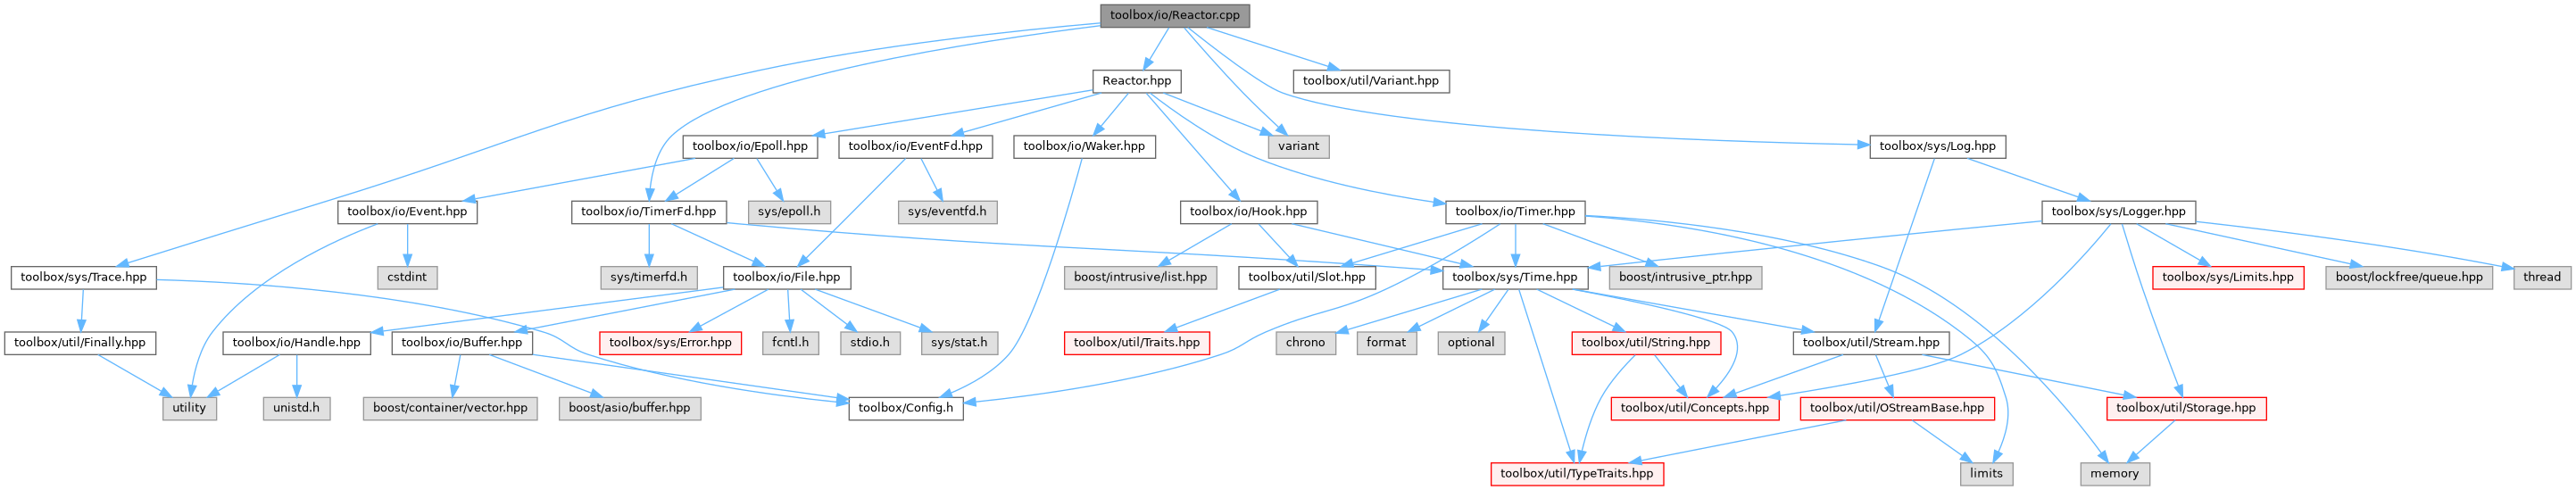 toolbox/io/Reactor.cpp
Reactor.hpp
toolbox/util/Variant.hpp
toolbox/io/Epoll.hpp
toolbox/io/EventFd.hpp
toolbox/io/Waker.hpp
variant
toolbox/sys/Log.hpp
toolbox/io/Event.hpp
toolbox/io/TimerFd.hpp
sys/epoll.h
sys/eventfd.h
toolbox/io/Hook.hpp
toolbox/io/Timer.hpp
toolbox/sys/Logger.hpp
toolbox/sys/Trace.hpp
cstdint
sys/timerfd.h
toolbox/io/File.hpp
boost/intrusive/list.hpp
toolbox/util/Slot.hpp
toolbox/sys/Time.hpp
boost/intrusive_ptr.hpp
toolbox/sys/Limits.hpp
boost/lockfree/queue.hpp
thread
toolbox/util/Finally.hpp
toolbox/io/Handle.hpp
toolbox/io/Buffer.hpp
toolbox/sys/Error.hpp
fcntl.h
stdio.h
sys/stat.h
toolbox/util/Traits.hpp
chrono
format
optional
toolbox/util/String.hpp
toolbox/util/Stream.hpp
utility
unistd.h
boost/container/vector.hpp
boost/asio/buffer.hpp
toolbox/Config.h
toolbox/util/Concepts.hpp
toolbox/util/OStreamBase.hpp
toolbox/util/Storage.hpp
toolbox/util/TypeTraits.hpp
limits
memory